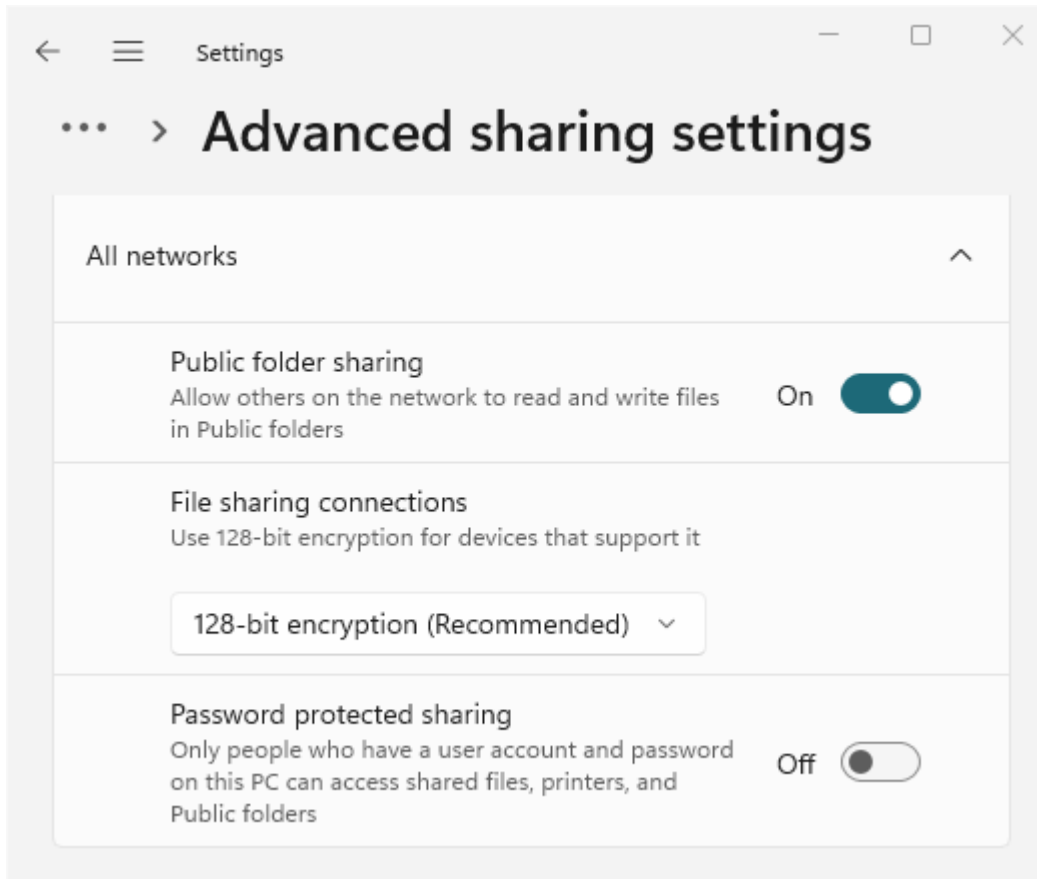 Settings
••• > Advanced sharing settings
All networks
Public folder sharing
Allow others on the network to read and write files
in Public folders
On
File sharing connections
Use 128-bit encryption for devices that support it
128-bit encryption (Recommended)
Password protected sharing
Only people who have a user account and password
on this PC can access shared files, printers, and
Public folders
Off